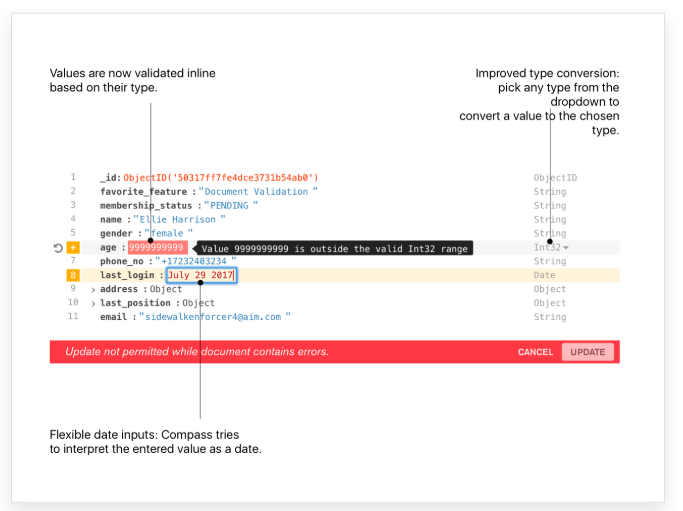 Values are now validated inline
based on their type.
Improved type conversion:
pick any type from the
dropdown to
convert a value to the chosen
type.
1 _id: ObjectID('50317ff7fe4dce3731b54ab0') ObjectID
2 favorite_feature : "Document Validation " String
3 membership_status : "PENDING " String
4 name : "Ellie Harrison " String
5 gender : "female " String
+ age : 9999999999 Value 9999999999 is outside the valid Int32 range Int32
7 phone_no : "+17232403234 " String
8 last_login : July 29 2017 Date
9 > address : Object Object
10 > last_position : Object Object
11 email : "sidewalkenforcer4@aim.com " String
Update not permitted while document contains errors. CANCEL UPDATE
Flexible date inputs: Compass tries
to interpret the entered value as a date.